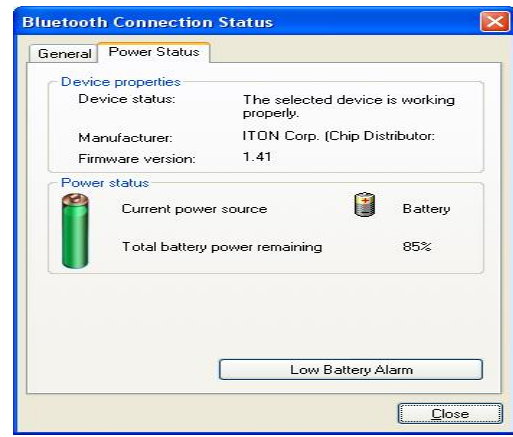 Bluetooth Connection Status
General Power Status
Device properties
Device status: The selected device is working
properly.
Manufacturer: ITON Corp. (Chip Distributor:
Firmware version: 1.41
Power status
Current power source Battery
Total battery power remaining 85%
Low Battery Alarm
Close